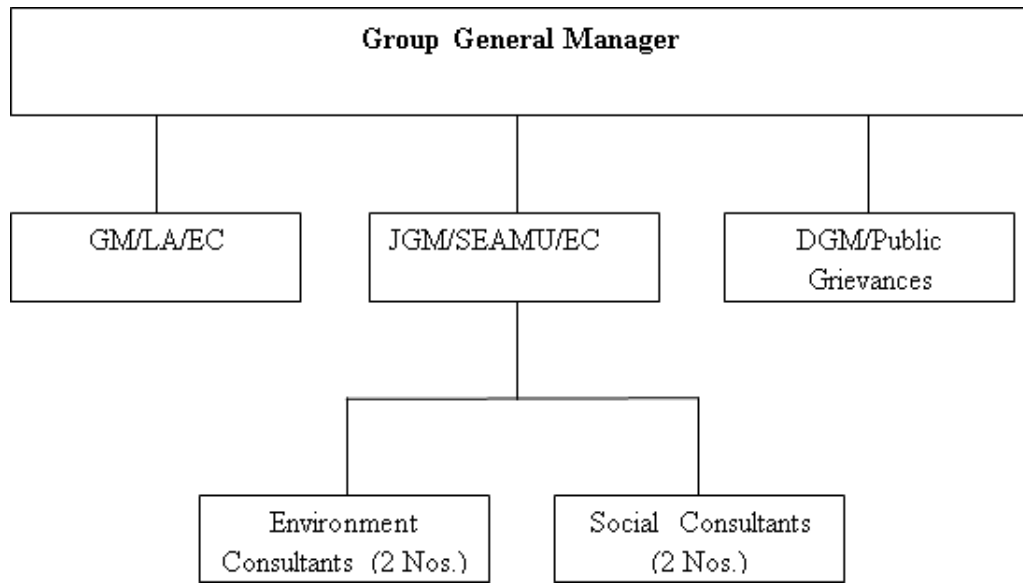 Group General Manager
GM/LA/EC
JGM/SEAMU/EC
DGM/Public
Grievances
Environment
Consultants (2 Nos.)
Social Consultants
(2 Nos.)